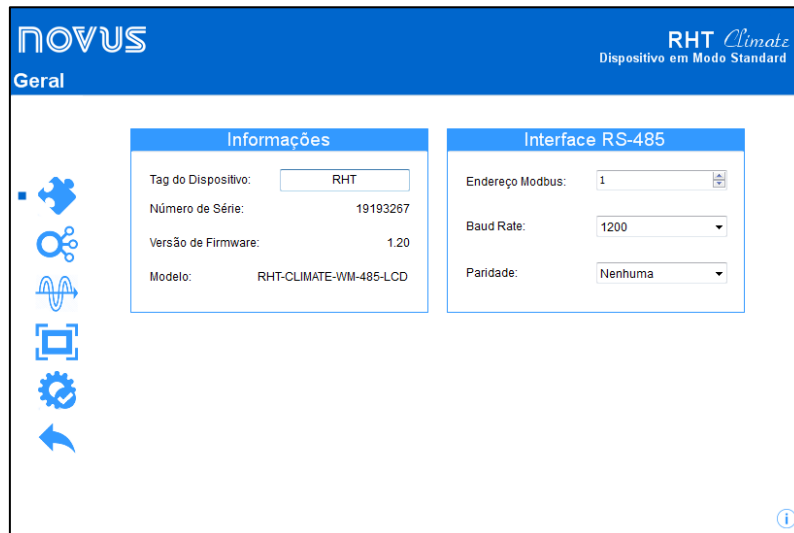 NOVUS
RHT Climate
Dispositivo em Modo Standard
Geral
Informações
Tag do Dispositivo: RHT
Número de Série: 19193267
Versão de Firmware: 1.20
Modelo: RHT-CLIMATE-WM-485-LCD
Interface RS-485
Endereço Modbus: 1
Baud Rate: 1200
Paridade: Nenhuma
i